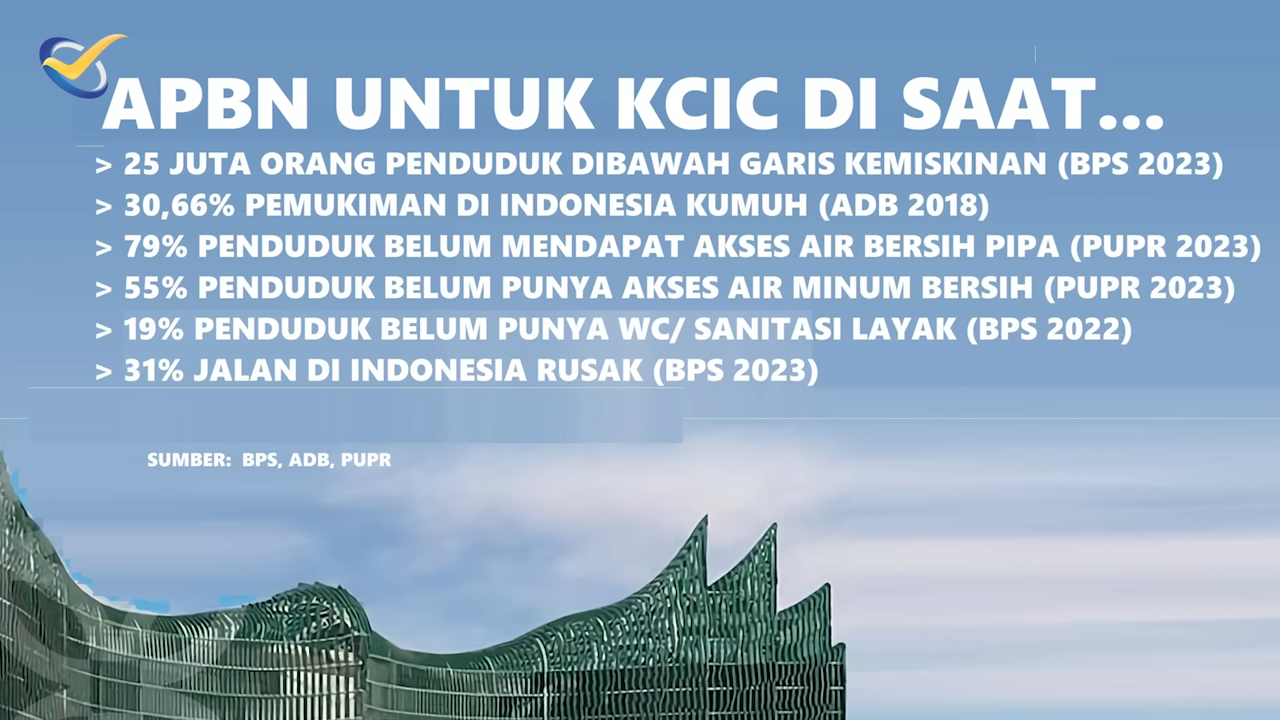 APBN UNTUK KCIC DI SAAT...
> 25 JUTA ORANG PENDUDUK DIBAWAH GARIS KEMISKINAN (BPS 2023)
> 30,66% PEMUKIMAN DI INDONESIA KUMUH (ADB 2018)
> 79% PENDUDUK BELUM MENDAPAT AKSES AIR BERSIH PIPA (PUPR 2023)
> 55% PENDUDUK BELUM PUNYA AKSES AIR MINUM BERSIH (PUPR 2023)
> 19% PENDUDUK BELUM PUNYA WC/ SANITASI LAYAK (BPS 2022)
> 31% JALAN DI INDONESIA RUSAK (BPS 2023)
SUMBER: BPS, ADB, PUPR